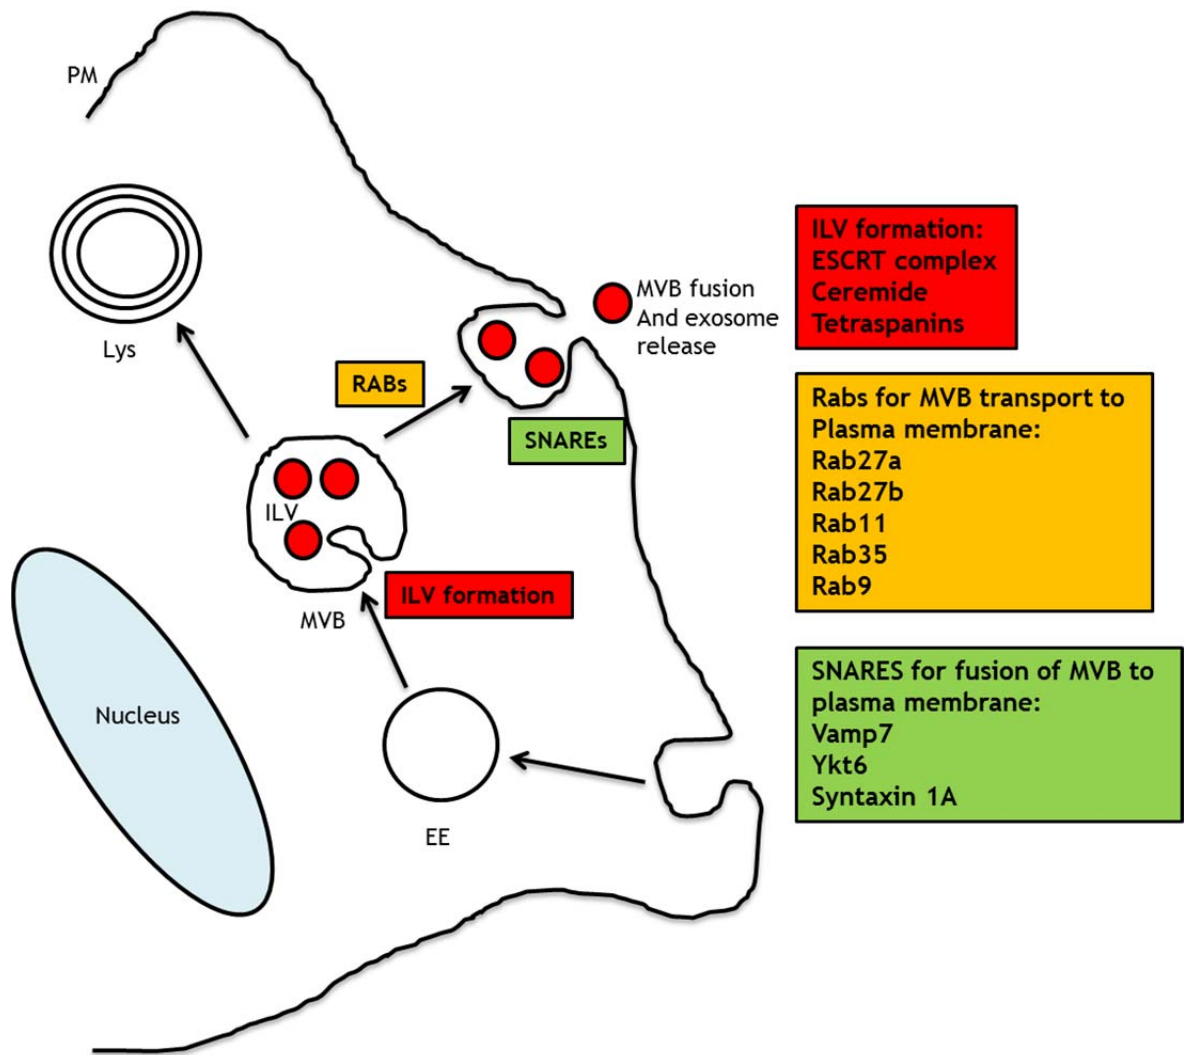 PM
Lys
RABs
MVB fusion
And exosome
release
SNAREs
ILV
ILV formation
MVB
Nucleus
EE
ILV formation:
ESCRT complex
Ceremide
Tetraspanins
Rabs for MVB transport to
Plasma membrane:
Rab27a
Rab27b
Rab11
Rab35
Rab9
SNARES for fusion of MVB to
plasma membrane:
Vamp7
Ykt6
Syntaxin 1A